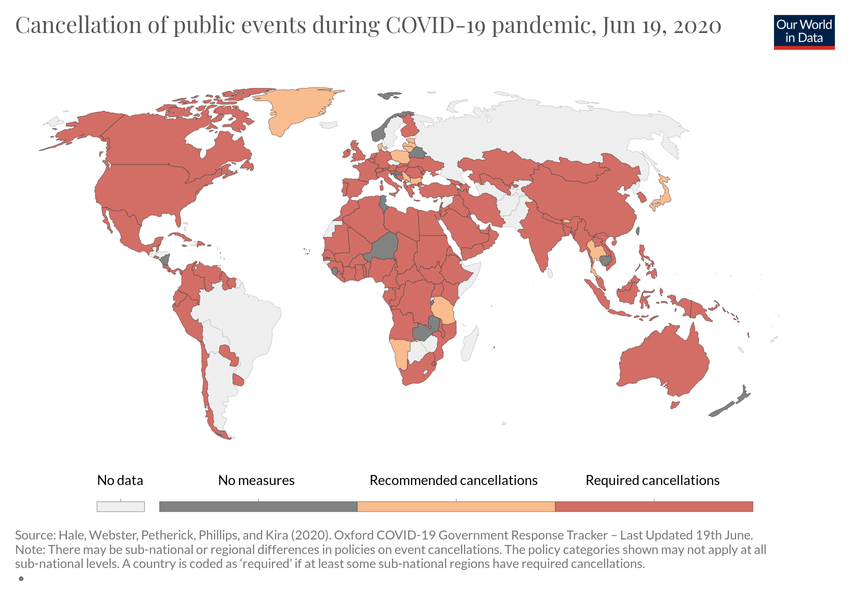 Cancellation of public events during COVID-19 pandemic, Jun 19, 2020
Our World
in Data
No data
No measures
Recommended cancellations
Required cancellations
Source: Hale, Webster, Petherick, Phillips, and Kira (2020). Oxford COVID-19 Government Response Tracker – Last Updated 19th June.
Note: There may be sub-national or regional differences in policies on event cancellations. The policy categories shown may not apply at all
sub-national levels. A country is coded as ‘required’ if at least some sub-national regions have required cancellations.